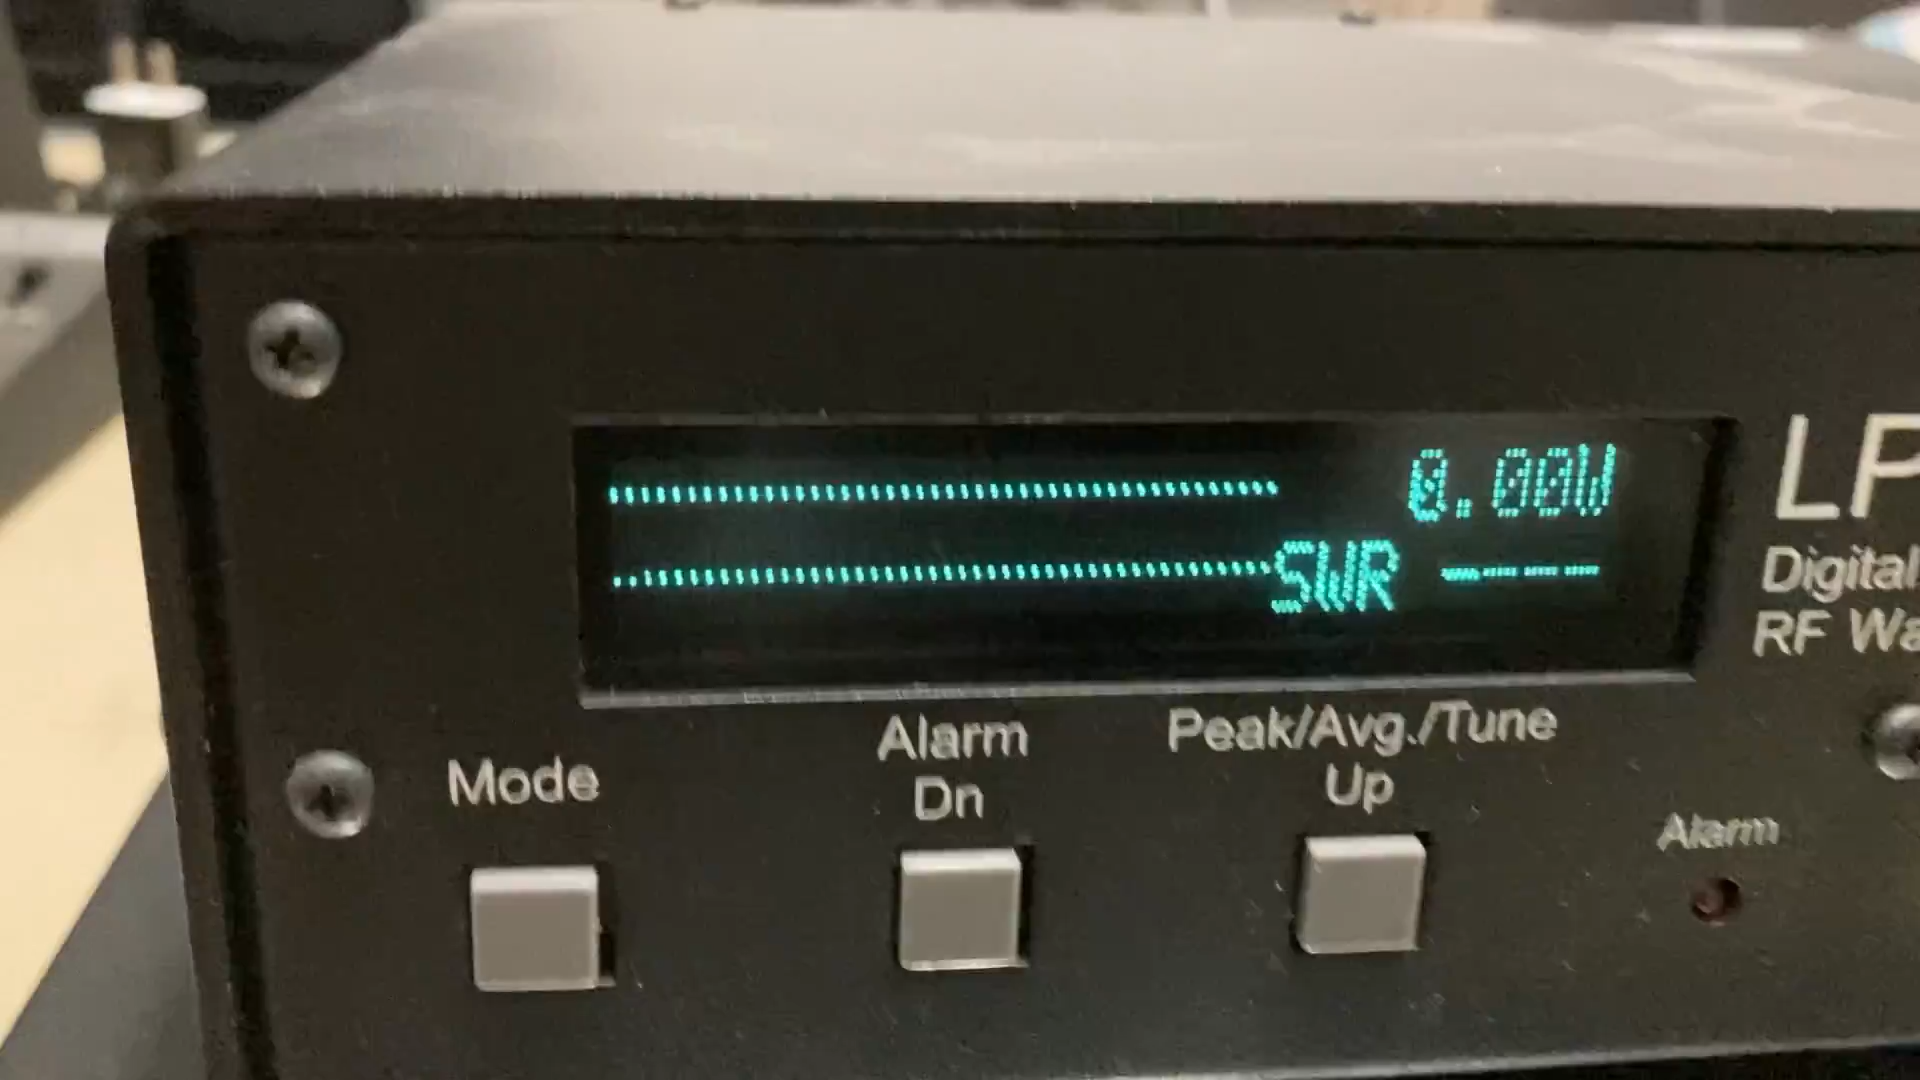 0.00W
SWR ----
LP
Digital
RF Wa
Mode
Alarm
Dn
Peak/Avg./Tune
Up
Alarm